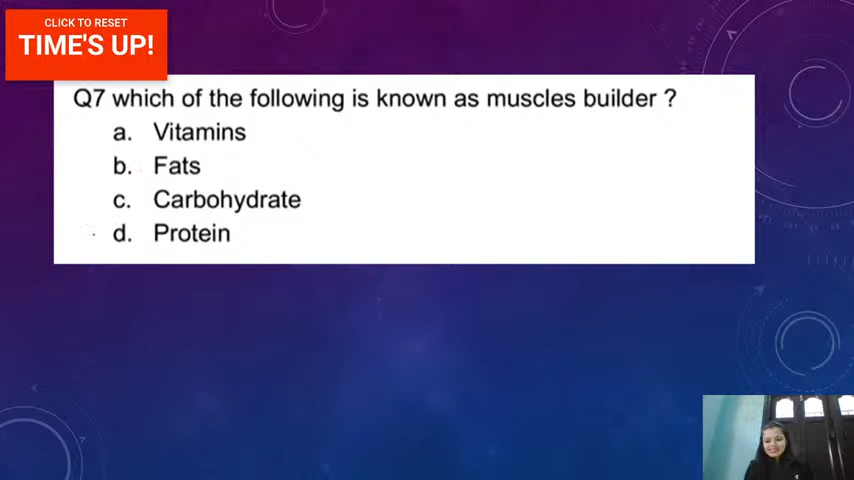 CLICK TO RESET
TIME'S UP!
Q7 which of the following is known as muscles builder ?
a. Vitamins
b. Fats
c. Carbohydrate
d. Protein